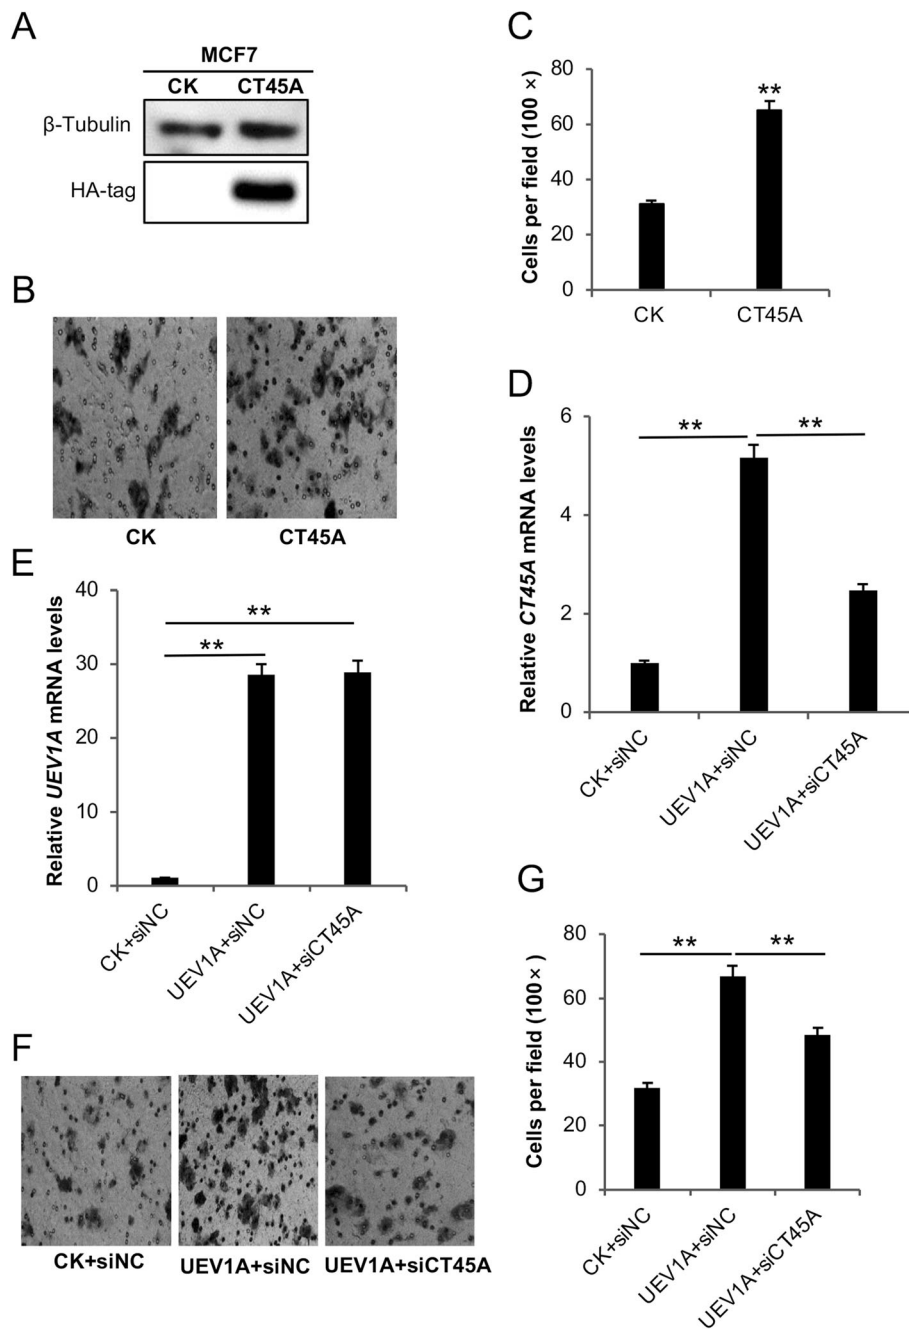 A
MCF7
CK CT45A
β-Tubulin
HA-tag
B
CK
CT45A
C
Cells per field (100 ×)
80
60
40
20
0
**
CK
CT45A
D
Relative CT45A mRNA levels
6
4
2
0
**
**
CK+siNC
UEV1A+siNC
UEV1A+siCT45A
E
Relative UEV1A mRNA levels
40
30
20
10
0
**
**
CK+siNC
UEV1A+siNC
UEV1A+siCT45A
F
CK+siNC
UEV1A+siNC
UEV1A+siCT45A
G
Cells per field (100×)
80
60
40
20
0
**
**
CK+siNC
UEV1A+siNC
UEV1A+siCT45A